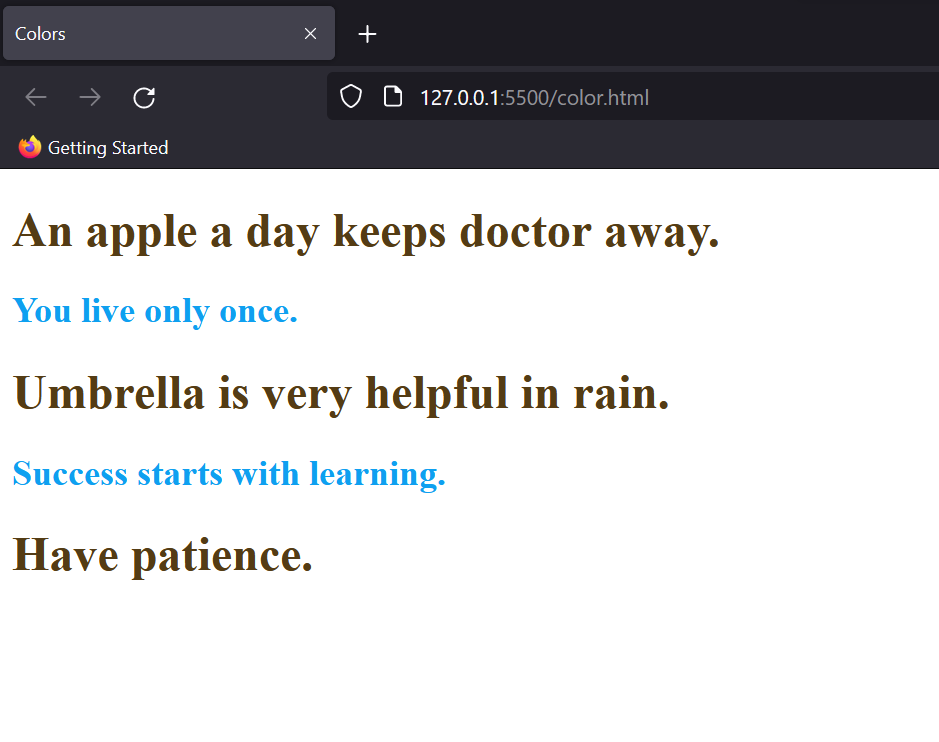 Colors
127.0.0.1:5500/color.html
Getting Started
An apple a day keeps doctor away.
You live only once.
Umbrella is very helpful in rain.
Success starts with learning.
Have patience.